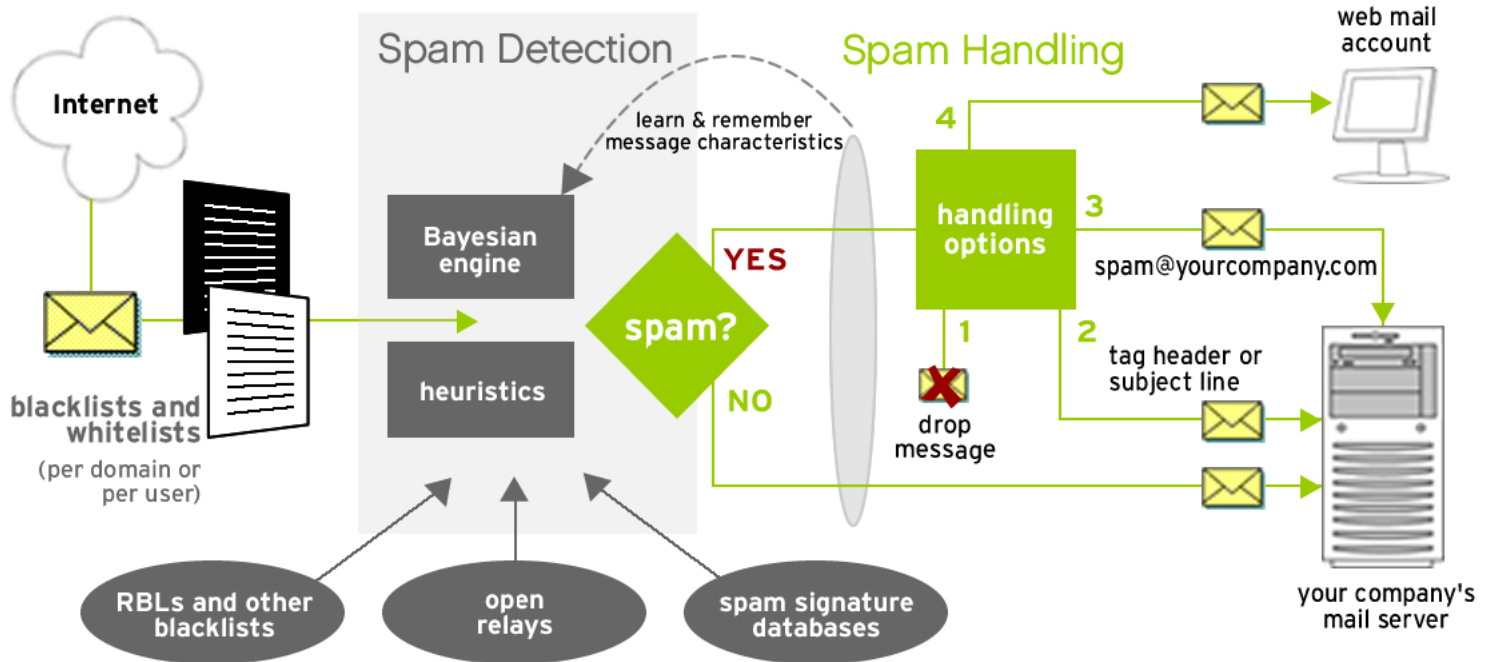 Spam Detection
Spam Handling
web mail
account
Internet
learn & remember
message characteristics
4
Bayesian
engine
handling
options
3
YES
spam@yourcompany.com
spam?
1
2
tag header or
subject line
heuristics
NO
blacklists and
whitelists
(per domain or
per user)
drop
message
RBLs and other
blacklists
open
relays
spam signature
databases
your company's
mail server